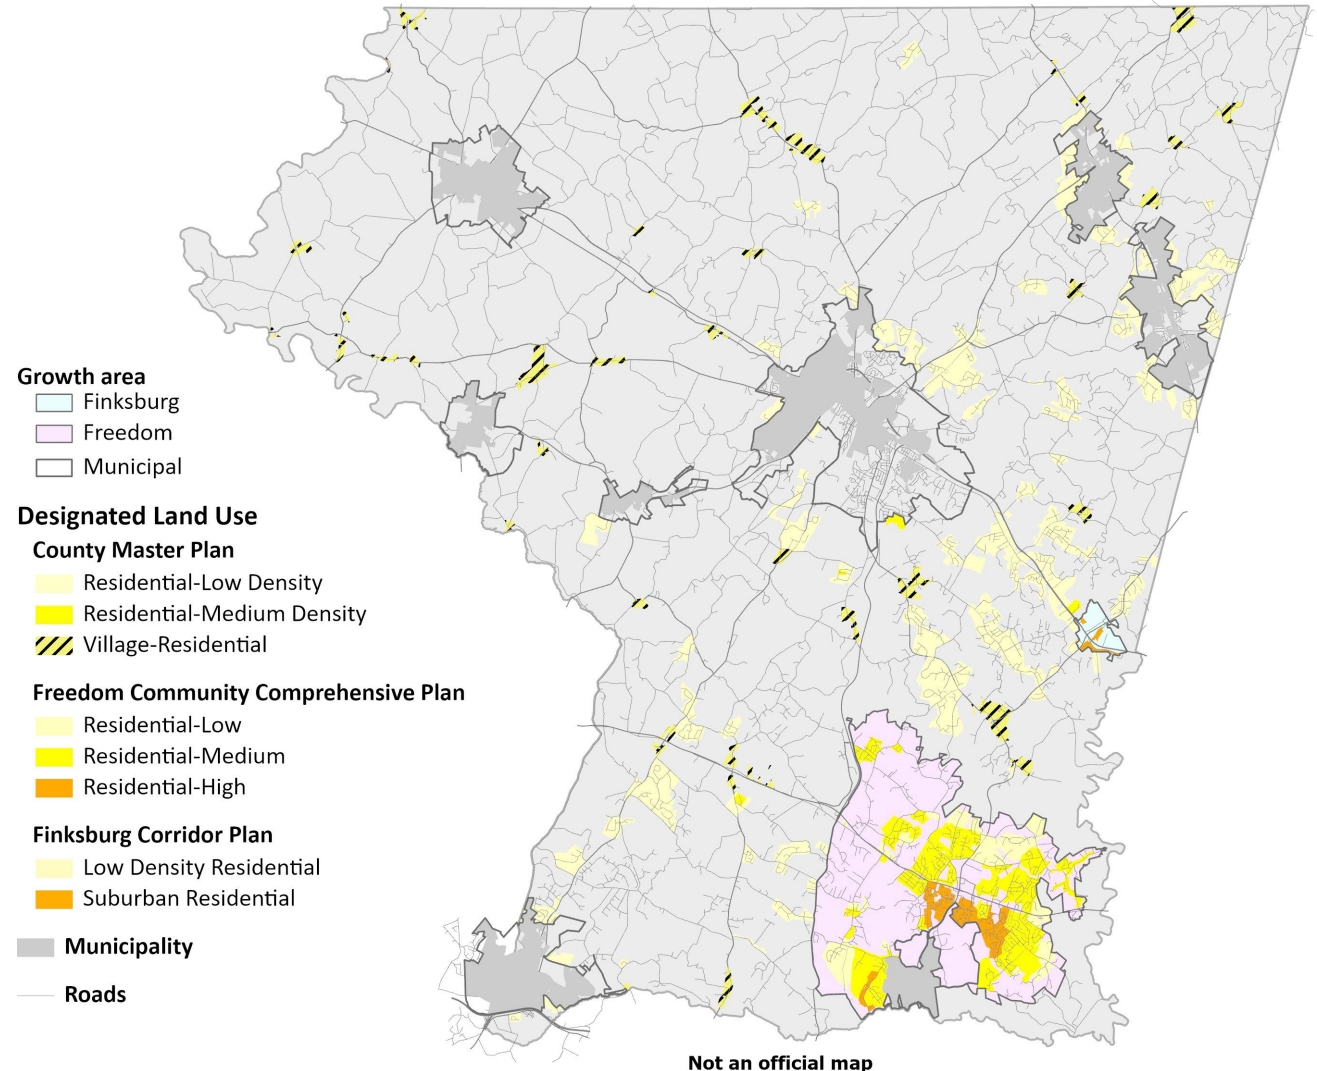 Growth area
Finksburg
Freedom
Municipal
Designated Land Use
County Master Plan
Residential-Low Density
Residential-Medium Density
Village-Residential
Freedom Community Comprehensive Plan
Residential-Low
Residential-Medium
Residential-High
Finksburg Corridor Plan
Low Density Residential
Suburban Residential
Municipality
Roads
Not an official map